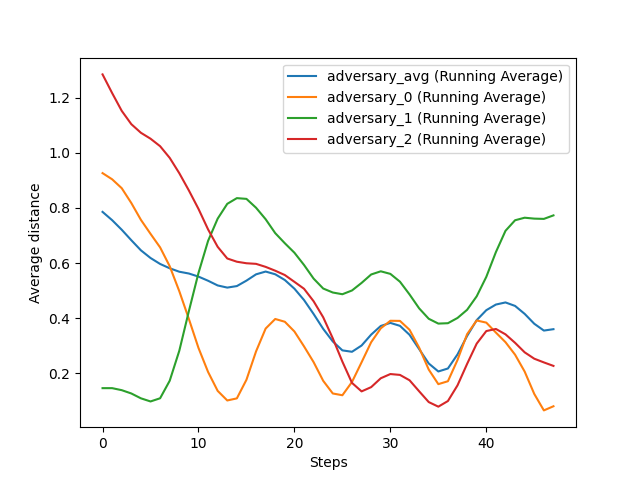 adversary_avg (Running Average)
adversary_0 (Running Average)
adversary_1 (Running Average)
adversary_2 (Running Average)
1.2
1.0
0.8
0.6
0.4
0.2
Average distance
0
10
20
30
40
Steps